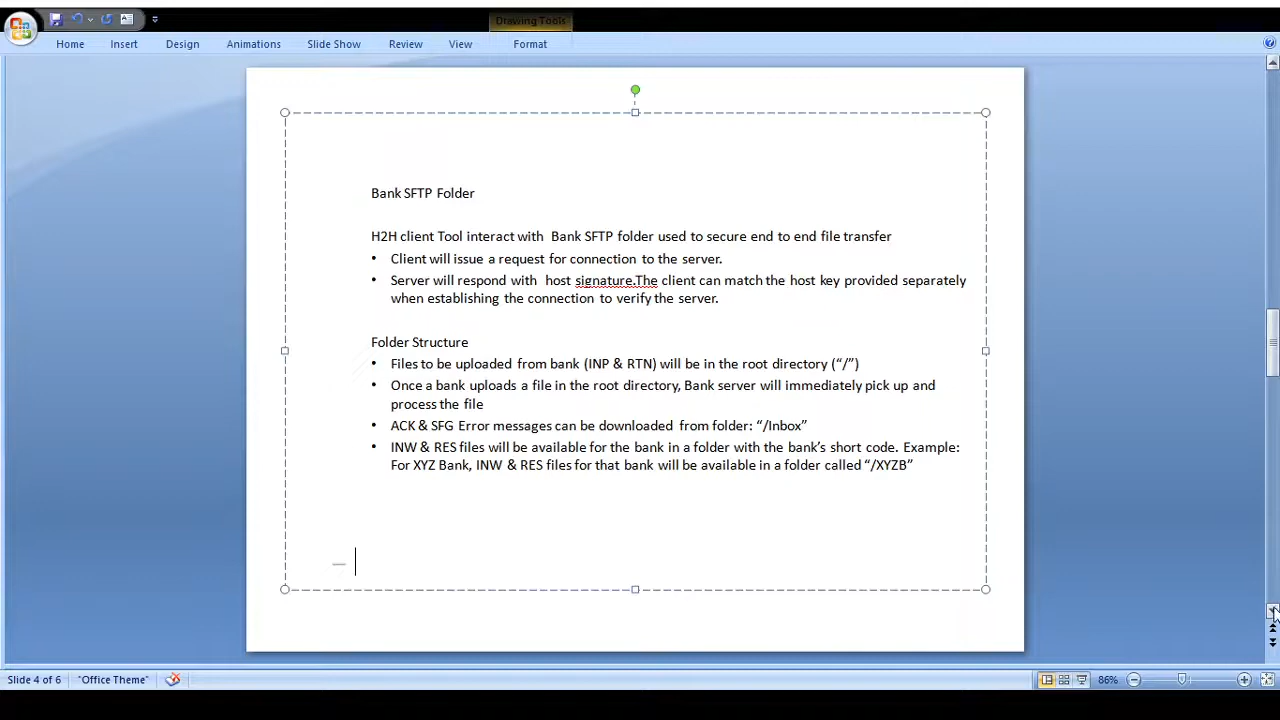 Drawing Tools
Home Insert Design Animations Slide Show Review View Format
Bank SFTP Folder
H2H client Tool interact with Bank SFTP folder used to secure end to end file transfer
• Client will issue a request for connection to the server.
• Server will respond with host signature.The client can match the host key provided separately
when establishing the connection to verify the server.
Folder Structure
• Files to be uploaded from bank (INP & RTN) will be in the root directory (“/”)
• Once a bank uploads a file in the root directory, Bank server will immediately pick up and
process the file
• ACK & SFG Error messages can be downloaded from folder: “/Inbox”
• INW & RES files will be available for the bank in a folder with the bank’s short code. Example:
For XYZ Bank, INW & RES files for that bank will be available in a folder called “/XYZB”
Slide 4 of 6 "Office Theme" 86%